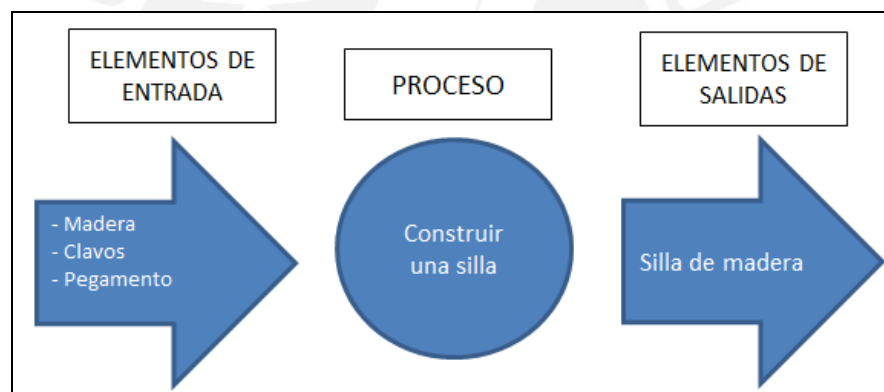 ELEMENTOS DE
ENTRADA
PROCESO
ELEMENTOS DE
SALIDAS
- Madera
- Clavos
- Pegamento
Construir
una silla
Silla de madera